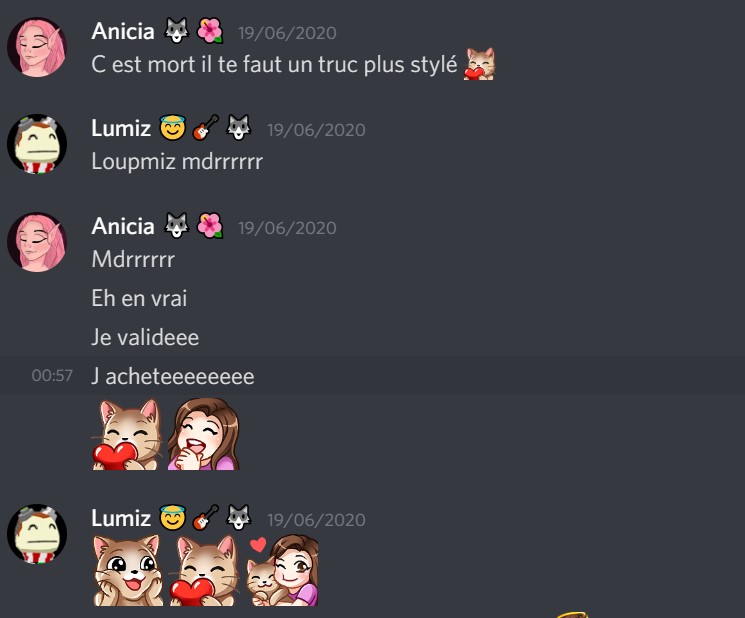 Anicia 🐺 🌺 19/06/2020
C est mort il te faut un truc plus stylé
Lumiz 😇 🎸 🐺 19/06/2020
Loupmiz mdrrrrrr
Anicia 🐺 🌺 19/06/2020
Mdrrrrrr
Eh en vrai
Je valideee
00:57 J acheteeeeeeee
Lumiz 😇 🎸 🐺 19/06/2020